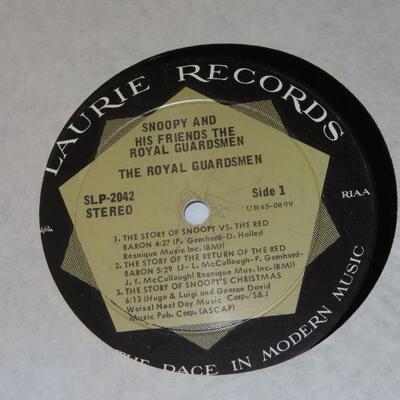 LAURIE RECORDS
SNOOPY AND
HIS FRIENDS THE
ROYAL GUARDSMEN
THE ROYAL GUARDSMEN
SLP-2042
STEREO
Side 1
UR4S-0899
RIAA
1. THE STORY OF SNOOPY VS. THE RED
BARON 4:27 (P. Gernhard-D. Holler)
Roznique Music Inc. (BMI)
2. THE STORY OF THE RETURN OF THE RED
BARON 5:29 (J- L. McCullough-P. Gernhard-
J. Y. McCullough) Roznique Mus. Inc. (BMI)
3. THE STORY OF SNOOPY'S CHRISTMAS
6:13 (Hugo & Luigi and George David
Weiss) Next Day Music Corp./S&J
Music Pub. Corp. (ASCAP)
THE PACE IN MODERN MUSIC